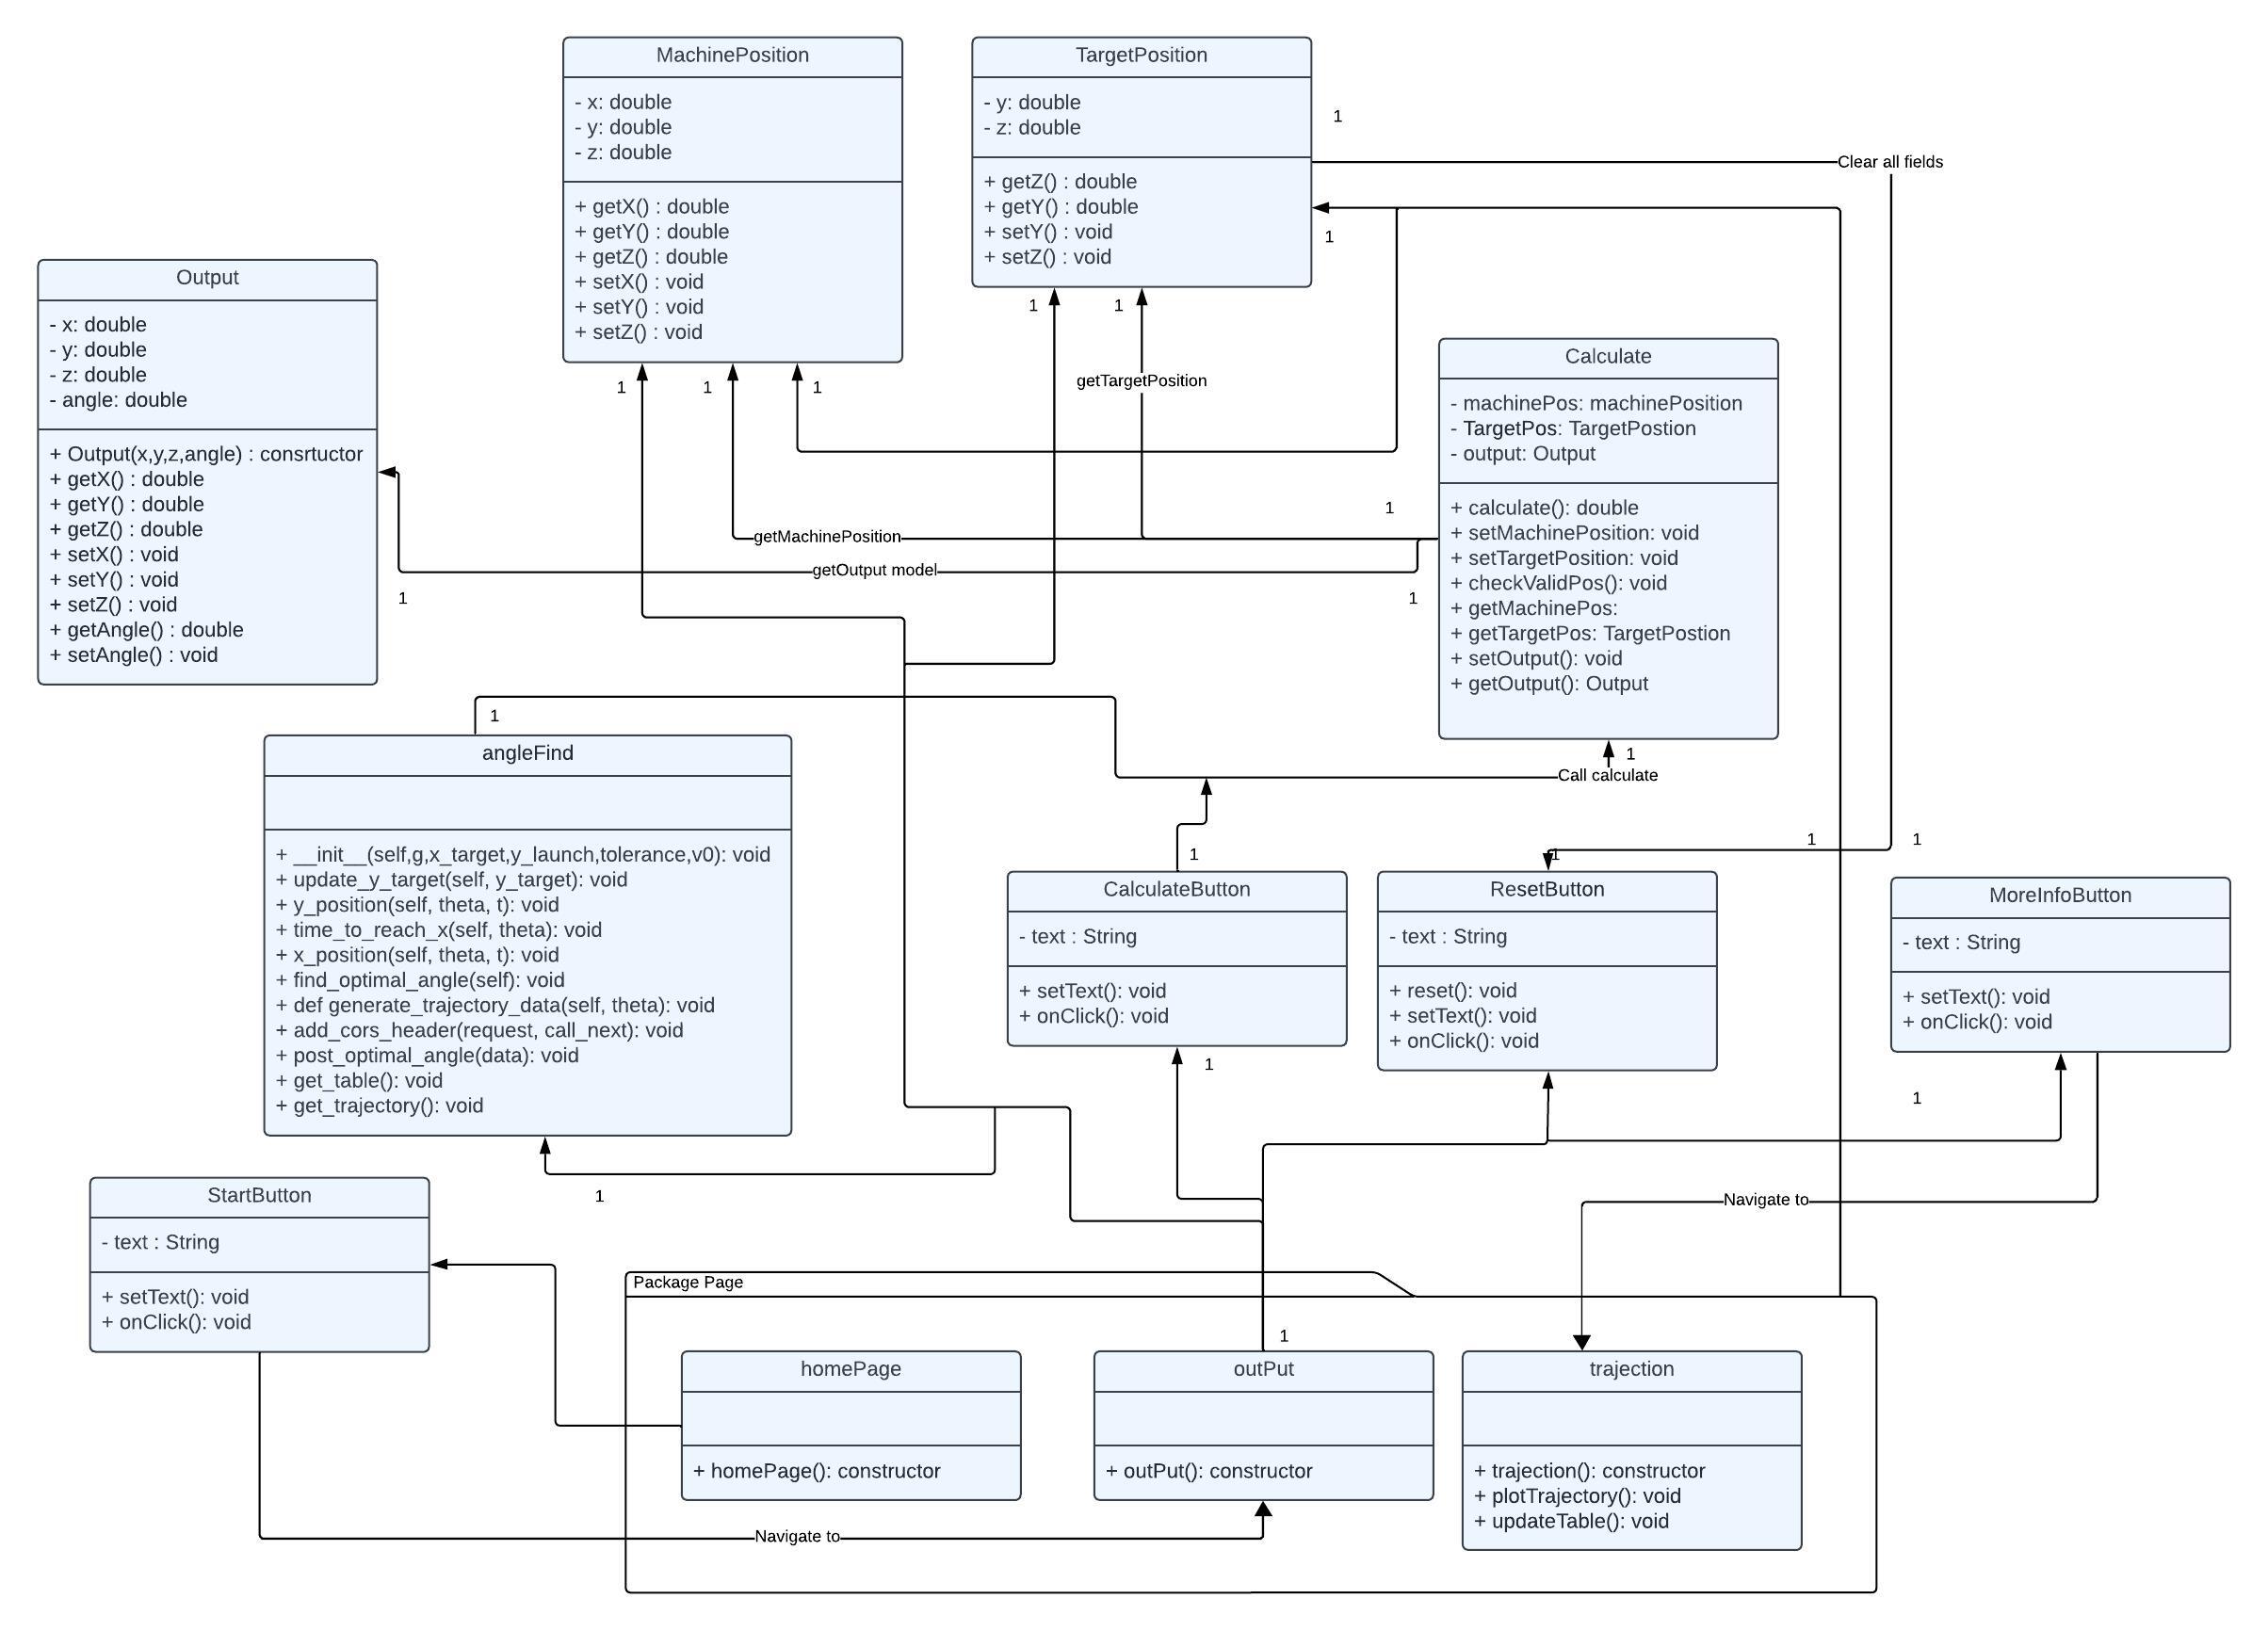 MachinePosition
- x: double
- y: double
- z: double
+ getX() : double
+ getY() : double
+ getZ() : double
+ setX() : void
+ setY() : void
+ setZ() : void
TargetPosition
- y: double
- z: double
+ getZ() : double
+ getY() : double
+ setY() : void
+ setZ() : void
1
Clear all fields
1
Output
- x: double
- y: double
- z: double
- angle: double
+ Output(x,y,z,angle) : consrtuctor
+ getX() : double
+ getY() : double
+ getZ() : double
+ setX() : void
+ setY() : void
+ setZ() : void
+ getAngle() : double
+ setAngle() : void
1
1
1
1
1
getTargetPosition
Calculate
- machinePos: machinePosition
- TargetPos: TargetPostion
- output: Output
+ calculate(): double
+ setMachinePosition: void
+ setTargetPosition: void
+ checkValidPos(): void
+ getMachinePos:
+ getTargetPos: TargetPostion
+ setOutput(): void
+ getOutput(): Output
1
getMachinePosition
getOutput model
1
1
1
1
Call calculate
angleFind
+ __init__(self,g,x_target,y_launch,tolerance,v0): void
+ update_y_target(self, y_target): void
+ y_position(self, theta, t): void
+ time_to_reach_x(self, theta): void
+ x_position(self, theta, t): void
+ find_optimal_angle(self): void
+ def generate_trajectory_data(self, theta): void
+ add_cors_header(request, call_next): void
+ post_optimal_angle(data): void
+ get_table(): void
+ get_trajectory(): void
1
1
1
1
CalculateButton
- text : String
+ setText(): void
+ onClick(): void
ResetButton
- text : String
+ reset(): void
+ setText(): void
+ onClick(): void
MoreInfoButton
- text : String
+ setText(): void
+ onClick(): void
1
1
1
StartButton
- text : String
+ setText(): void
+ onClick(): void
Navigate to
Package Page
1
homePage
+ homePage(): constructor
outPut
+ outPut(): constructor
trajection
+ trajection(): constructor
+ plotTrajectory(): void
+ updateTable(): void
Navigate to